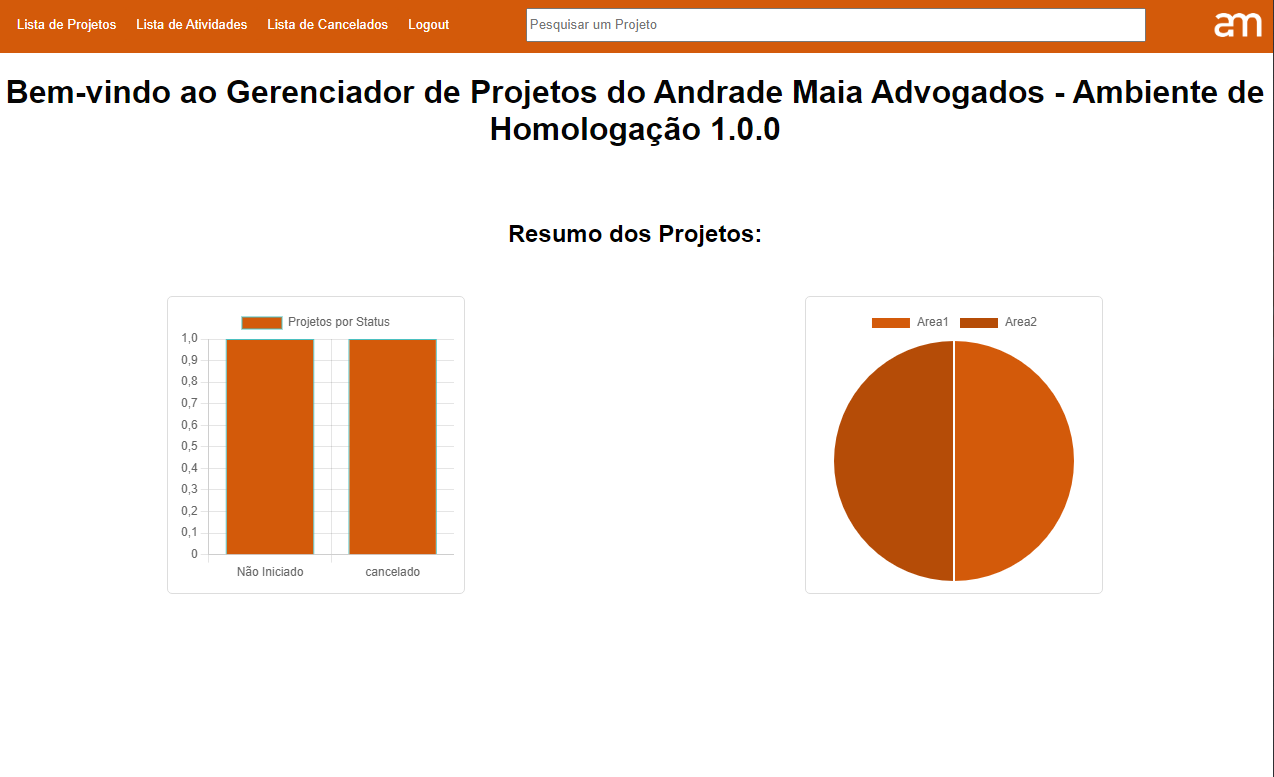 Lista de Projetos Lista de Atividades Lista de Cancelados Logout Pesquisar um Projeto am
Bem-vindo ao Gerenciador de Projetos do Andrade Maia Advogados - Ambiente de
Homologação 1.0.0
Resumo dos Projetos:
Projetos por Status
1,0
0,9
0,8
0,7
0,6
0,5
0,4
0,3
0,2
0,1
0
Não Iniciado cancelado
Area1 Area2